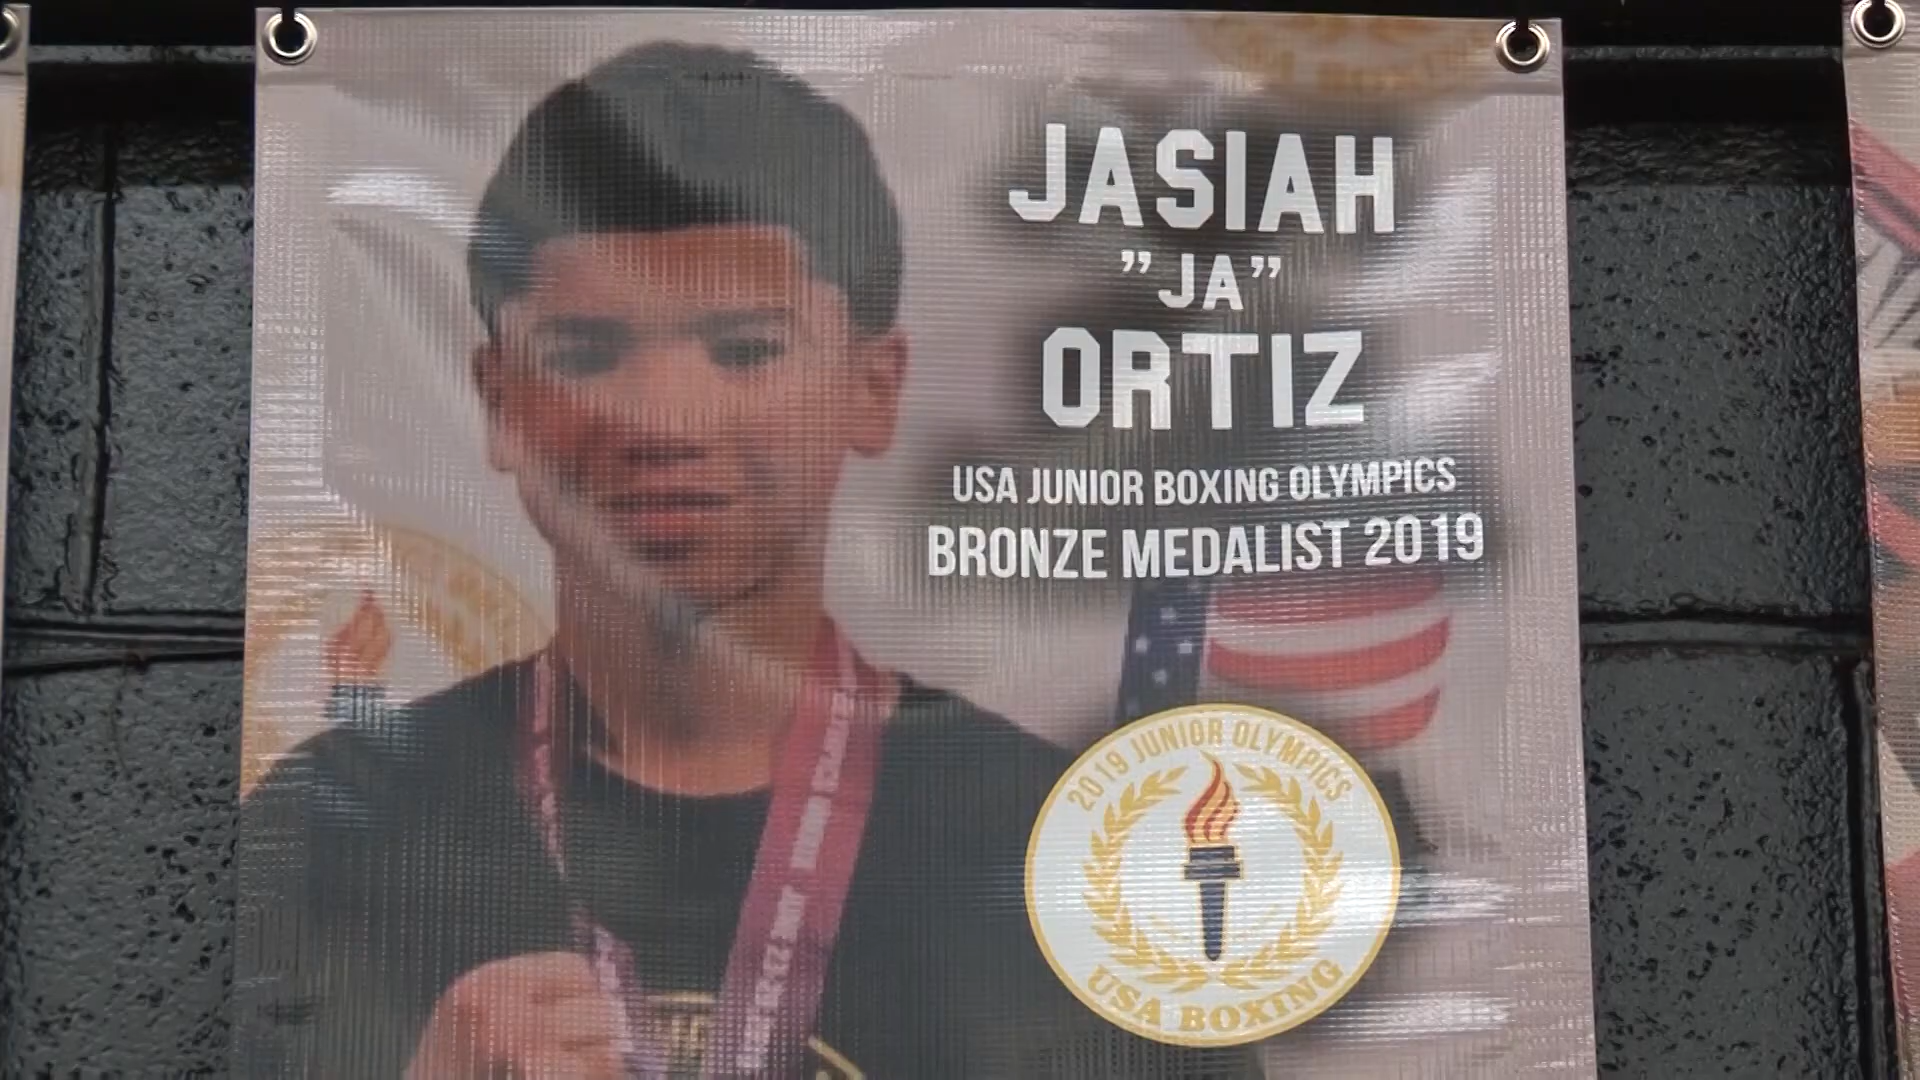 JASIAH
"JA"
ORTIZ
USA JUNIOR BOXING OLYMPICS
BRONZE MEDALIST 2019
2019 JUNIOR OLYMPICS
USA BOXING